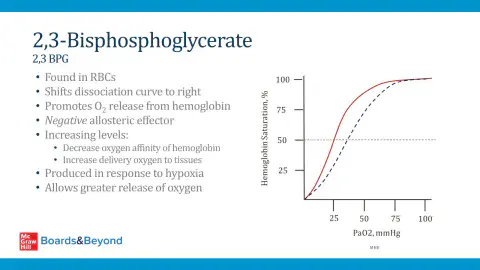 2,3-Bisphosphoglycerate
2,3 BPG
• Found in RBCs
• Shifts dissociation curve to right
• Promotes O2 release from hemoglobin
• Negative allosteric effector
• Increasing levels:
• Decrease oxygen affinity of hemoglobin
• Increase delivery oxygen to tissues
• Produced in response to hypoxia
• Allows greater release of oxygen
Hemoglobin Saturation, %
100
75
50
25
25 50 75 100
PaO2, mmHg
Mc
Graw
Hill
Boards&Beyond